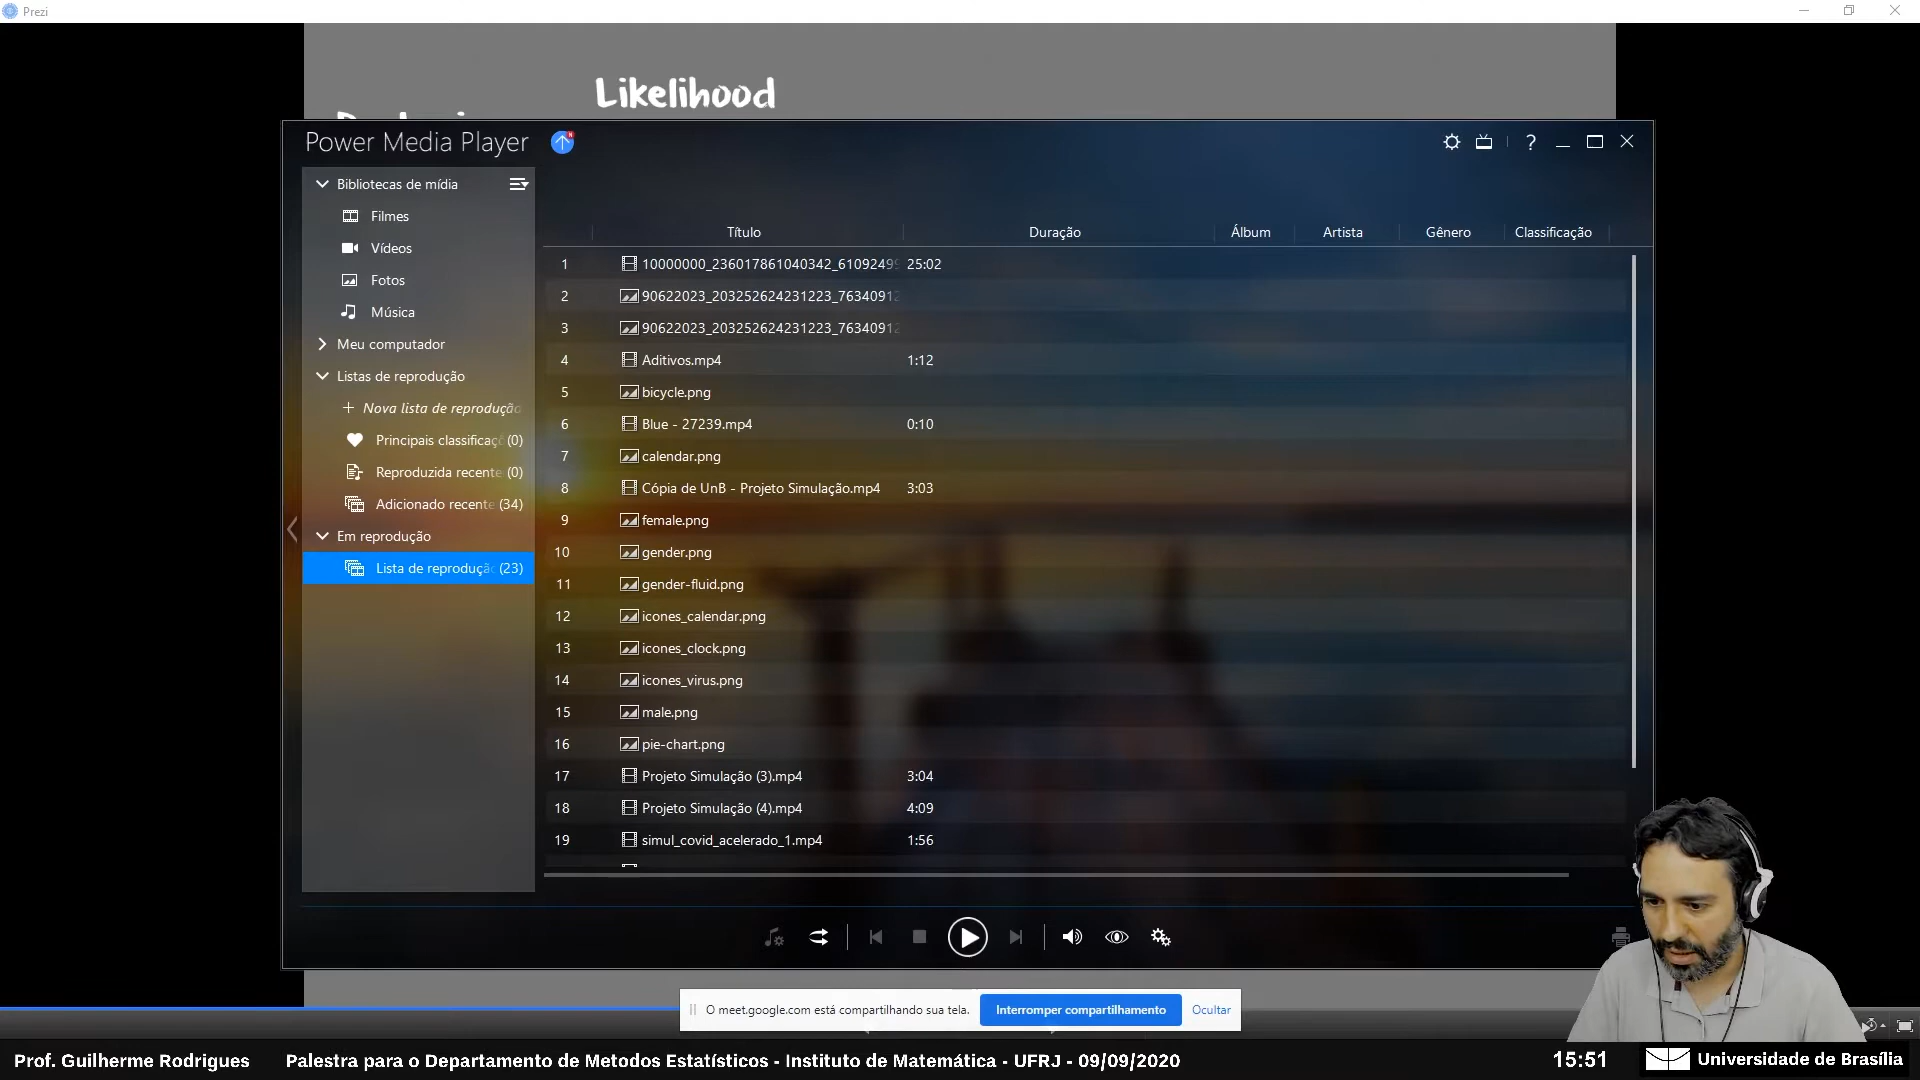 Prezi
Likelihood
Power Media Player
Bibliotecas de mídia
Filmes
Vídeos
Fotos
Música
Meu computador
Listas de reprodução
+ Nova lista de reprodução
Principais classificaç (0)
Reproduzida recente (0)
Adicionado recente (34)
Em reprodução
Lista de reproduçã (23)
Título Duração Álbum Artista Gênero Classificação
1 10000000_236017861040342_6109249 25:02
2 90622023_203252624231223_7634091
3 90622023_203252624231223_7634091
4 Aditivos.mp4 1:12
5 bicycle.png
6 Blue - 27239.mp4 0:10
7 calendar.png
8 Cópia de UnB - Projeto Simulação.mp4 3:03
9 female.png
10 gender.png
11 gender-fluid.png
12 icones_calendar.png
13 icones_clock.png
14 icones_virus.png
15 male.png
16 pie-chart.png
17 Projeto Simulação (3).mp4 3:04
18 Projeto Simulação (4).mp4 4:09
19 simul_covid_acelerado_1.mp4 1:56
O meet.google.com está compartilhando sua tela. Interromper compartilhamento Ocultar
Prof. Guilherme Rodrigues Palestra para o Departamento de Metodos Estatísticos - Instituto de Matemática - UFRJ - 09/09/2020 15:51 Universidade de Brasília